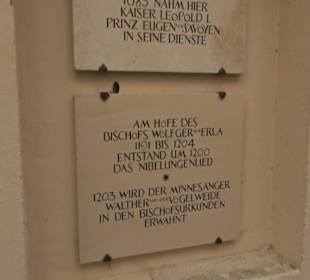 1683 NAHM HIER
KAISER LEOPOLD I.
PRINZ EUGEN VON SAVOYEN
IN SEINE DIENSTE
AM HOFE DES
BISCHOFS WOLFGER VON ERLA
1191 BIS 1204
ENTSTAND UM 1200
DAS NIBELUNGENLIED
1203 WIRD DER MINNESÄNGER
WALTHER VON DER VOGELWEIDE
IN DEN BISCHOFSURKUNDEN
ERWÄHNT